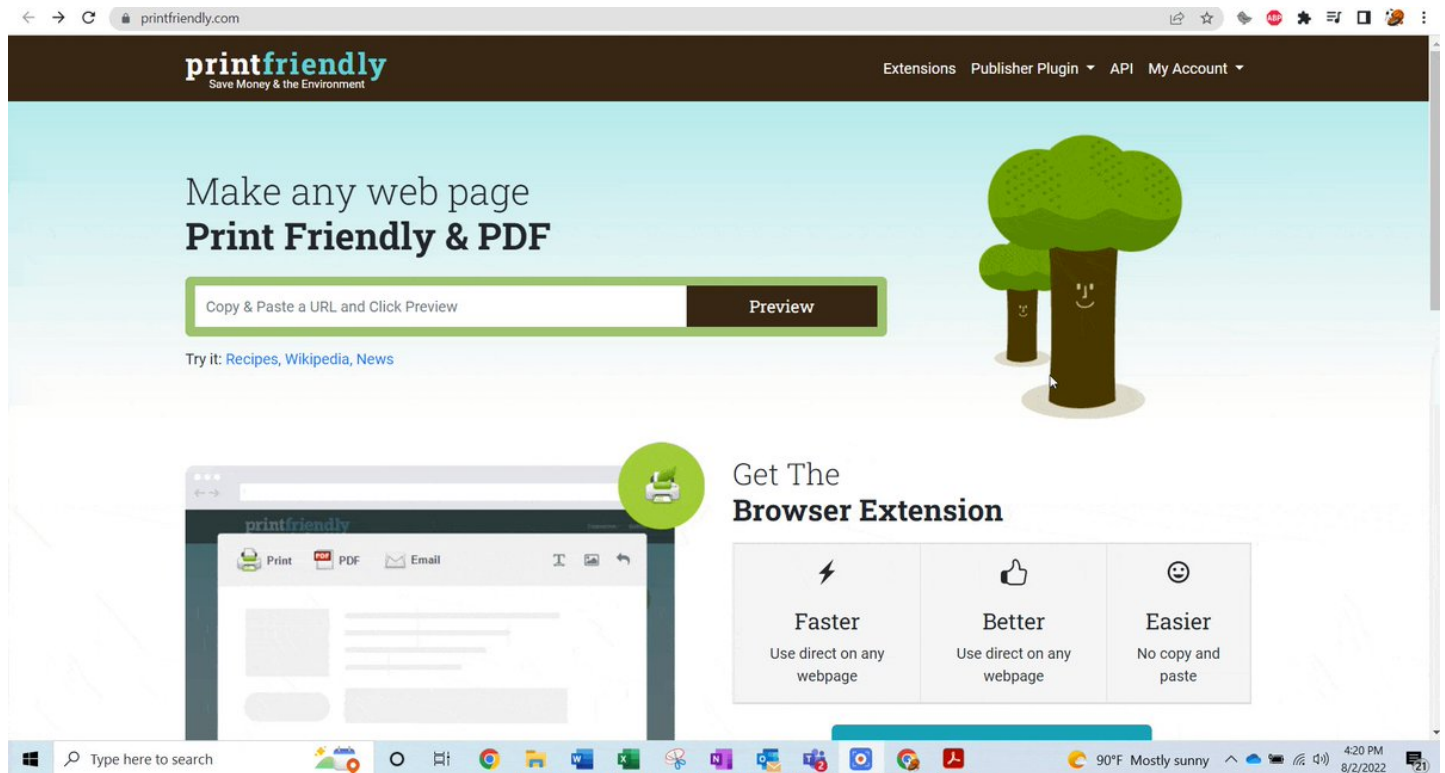 printfriendly.com
ABP
printfriendly
Save Money & the Environment
Extensions Publisher Plugin API My Account
Make any web page
Print Friendly & PDF
Copy & Paste a URL and Click Preview
Preview
Try it: Recipes, Wikipedia, News
Get The
Browser Extension
printfriendly
Print PDF Email
Faster
Use direct on any
webpage
Better
Use direct on any
webpage
Easier
No copy and
paste
Type here to search
90°F Mostly sunny
4:20 PM
8/2/2022
21